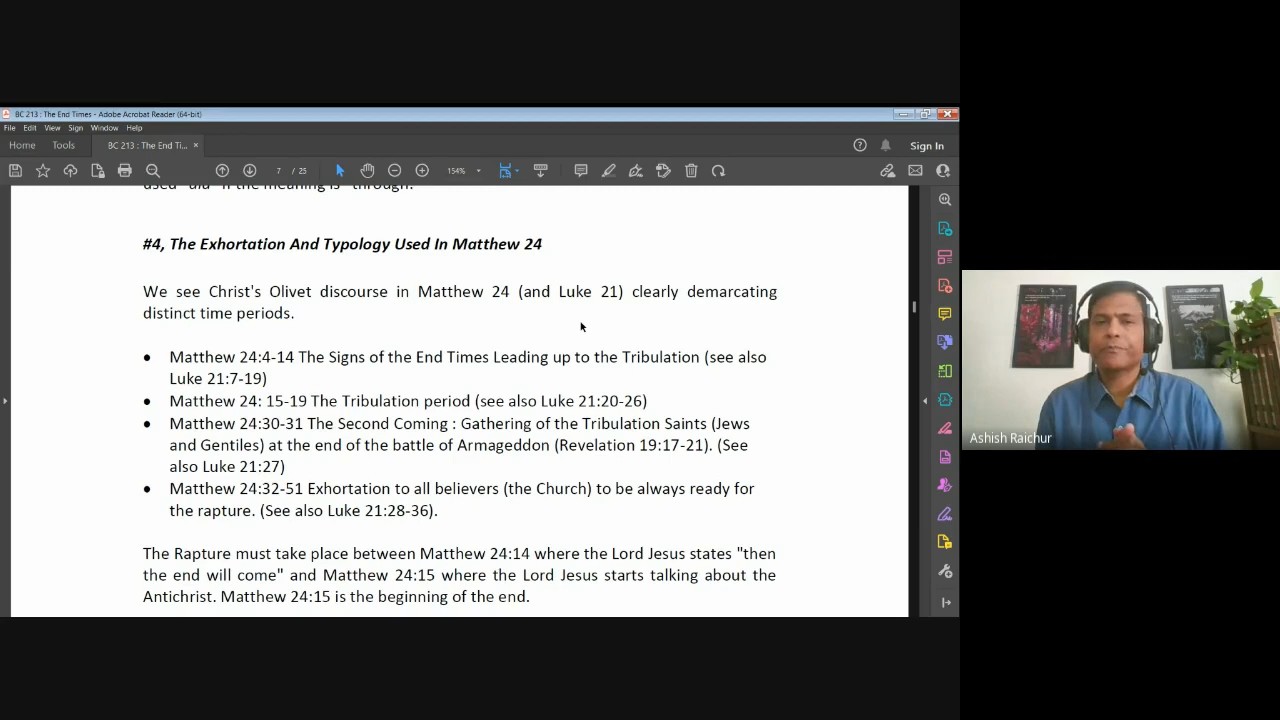 BC 213 : The End Times - Adobe Acrobat Reader (64-bit)
File Edit View Sign Window Help
Home Tools BC 213 : The End Ti... × Sign In
7 / 25 154%
used "dia" if the meaning is "through."
#4, The Exhortation And Typology Used In Matthew 24
We see Christ's Olivet discourse in Matthew 24 (and Luke 21) clearly demarcating
distinct time periods.
• Matthew 24:4-14 The Signs of the End Times Leading up to the Tribulation (see also
Luke 21:7-19)
• Matthew 24: 15-19 The Tribulation period (see also Luke 21:20-26)
• Matthew 24:30-31 The Second Coming : Gathering of the Tribulation Saints (Jews
and Gentiles) at the end of the battle of Armageddon (Revelation 19:17-21). (See
also Luke 21:27)
• Matthew 24:32-51 Exhortation to all believers (the Church) to be always ready for
the rapture. (See also Luke 21:28-36).
The Rapture must take place between Matthew 24:14 where the Lord Jesus states "then
the end will come" and Matthew 24:15 where the Lord Jesus starts talking about the
Antichrist. Matthew 24:15 is the beginning of the end.
Ashish Raichur